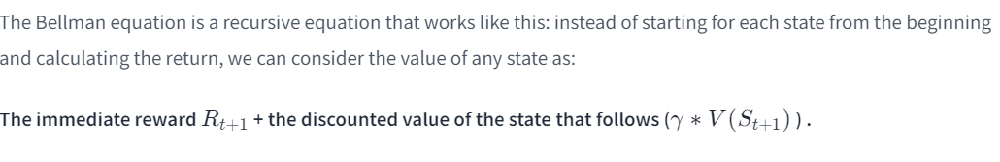 The Bellman equation is a recursive equation that works like this: instead of starting for each state from the beginning
and calculating the return, we can consider the value of any state as:
The immediate reward $R_{t+1}$ + the discounted value of the state that follows ($\gamma * V(S_{t+1})$ ) .